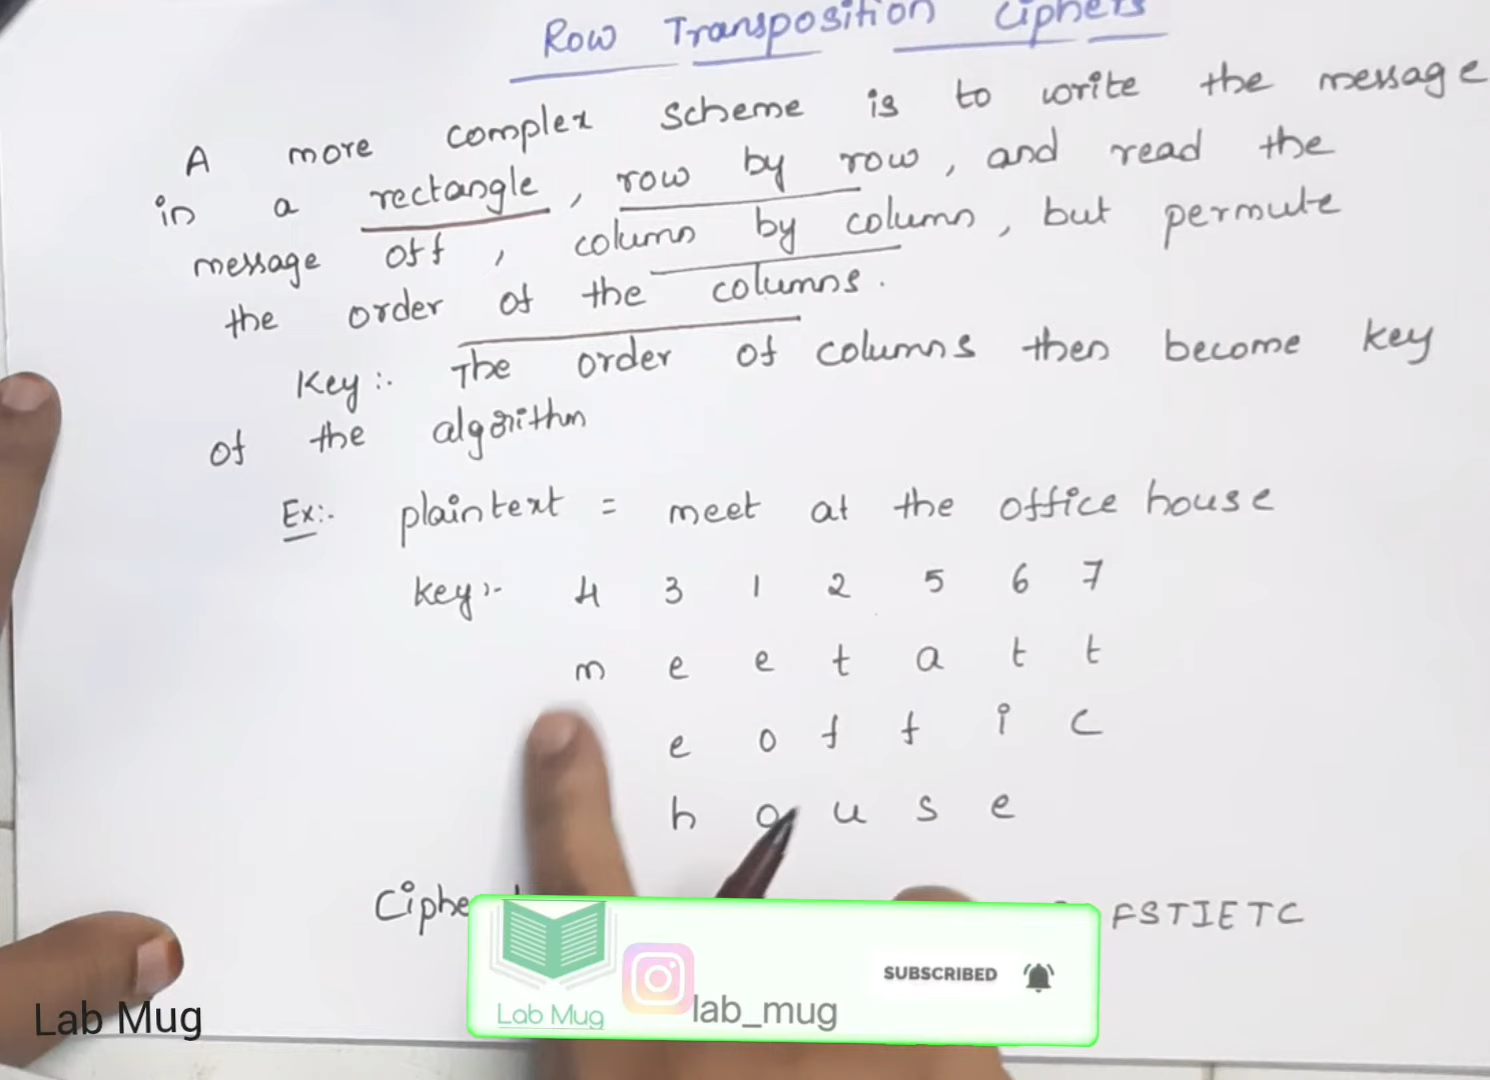 Row Transposition Ciphers
A more complex scheme is to write the message
in a rectangle, row by row, and read the
message off, column by column, but permute
the order of the columns.
Key:- The order of columns then become key
of the algorithm
Ex:- plaintext = meet at the office house
key:- 4 3 1 2 5 6 7
m e e t a t t
e o f f i c
h o u s e
FSTIETC
Lab Mug
lab_mug
SUBSCRIBED
Lab Mug